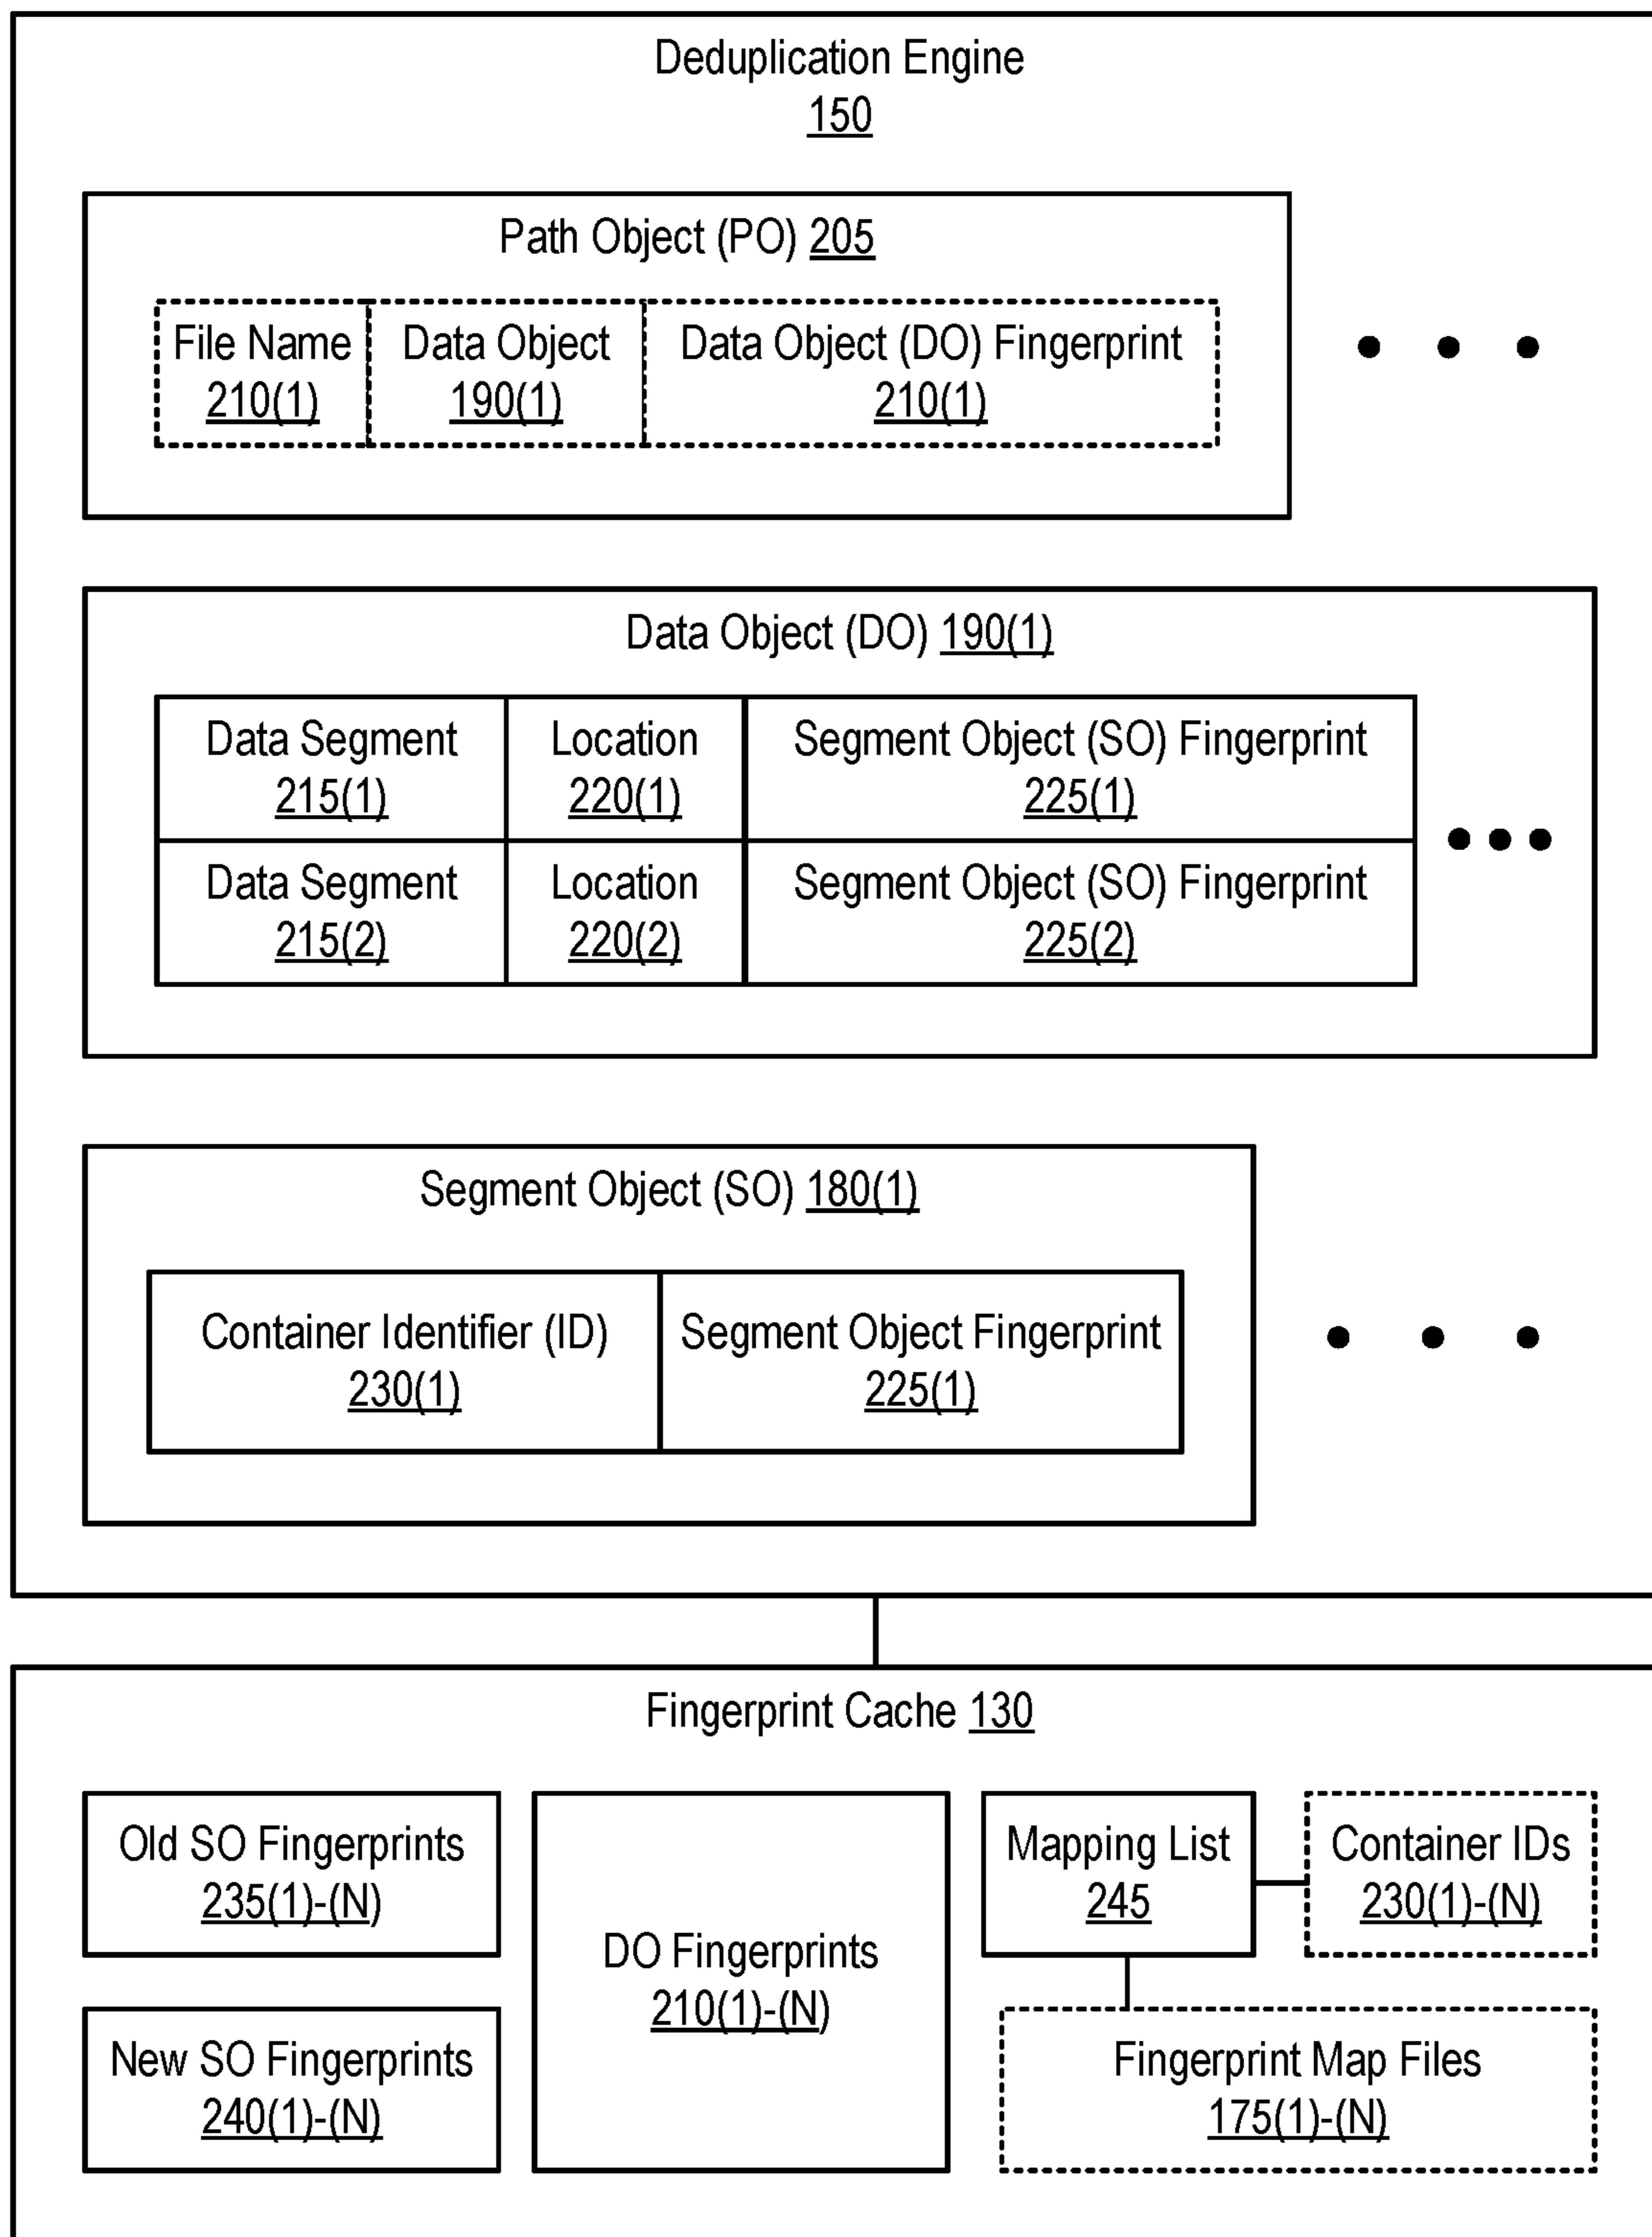 Deduplication Engine
150
Path Object (PO) 205
File Name Data Object Data Object (DO) Fingerprint
210(1) 190(1) 210(1)
Data Object (DO) 190(1)
Data Segment Location Segment Object (SO) Fingerprint
215(1) 220(1) 225(1)
Data Segment Location Segment Object (SO) Fingerprint
215(2) 220(2) 225(2)
Segment Object (SO) 180(1)
Container Identifier (ID) Segment Object Fingerprint
230(1) 225(1)
Fingerprint Cache 130
Old SO Fingerprints
235(1)-(N)
New SO Fingerprints
240(1)-(N)
DO Fingerprints
210(1)-(N)
Mapping List
245
Container IDs
230(1)-(N)
Fingerprint Map Files
175(1)-(N)